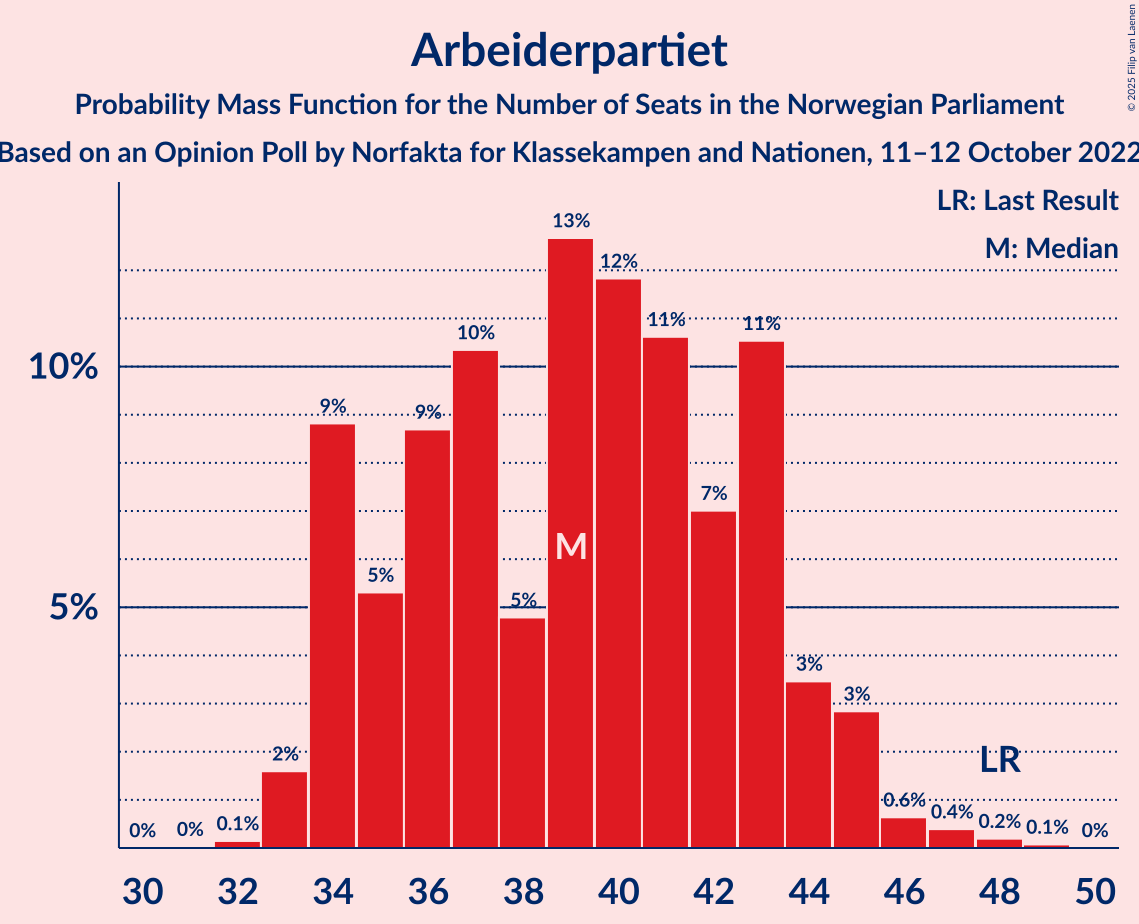 Arbeiderpartiet
Probability Mass Function for the Number of Seats in the Norwegian Parliament
Based on an Opinion Poll by Norfakta for Klassekampen and Nationen, 11–12 October 2022
© 2025 Filip van Laenen
LR: Last Result
M: Median
10%
5%
0%
0%
0.1%
2%
9%
5%
9%
10%
5%
13%
12%
11%
7%
11%
3%
3%
0.6%
0.4%
0.2%
0.1%
0%
M
LR
30 32 34 36 38 40 42 44 46 48 50